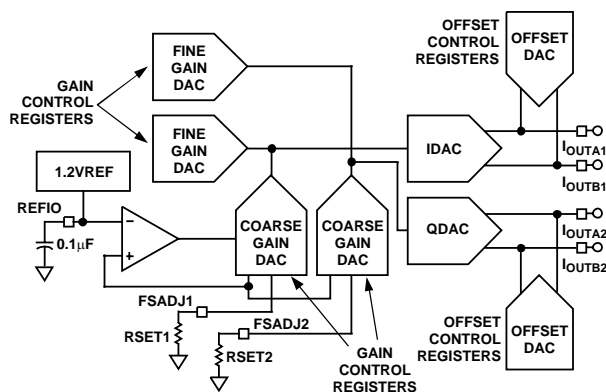 FINE
GAIN
DAC
GAIN
CONTROL
REGISTERS
FINE
GAIN
DAC
OFFSET
CONTROL
REGISTERS
OFFSET
DAC
IDAC
IOUTA1
IOUTB1
1.2VREF
REFIO
0.1µF
–
+
COARSE
GAIN
DAC
COARSE
GAIN
DAC
QDAC
IOUTA2
IOUTB2
FSADJ1
RSET1
FSADJ2
RSET2
GAIN
CONTROL
REGISTERS
OFFSET
CONTROL
REGISTERS
OFFSET
DAC